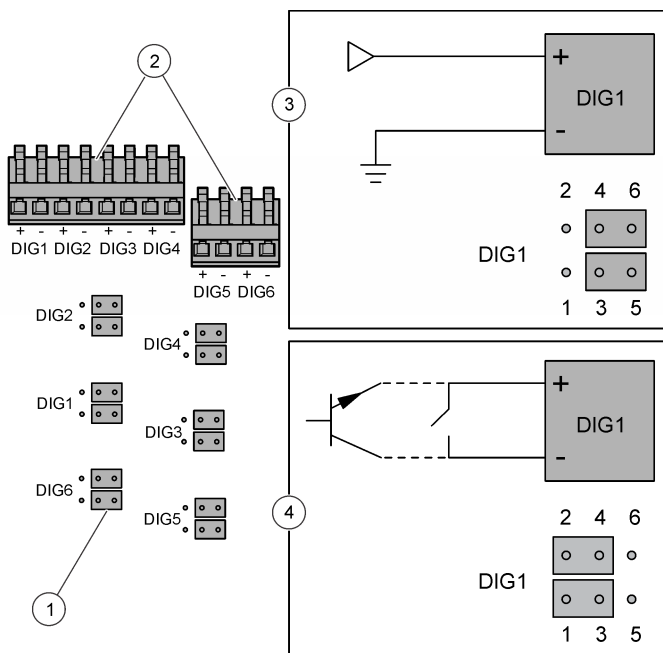 2
+ - + - + - + -
DIG1 DIG2 DIG3 DIG4
+ - + -
DIG5 DIG6
DIG2
DIG4
DIG1
DIG3
DIG6
DIG5
1
3
+
DIG1
-
2 4 6
DIG1
1 3 5
4
+
DIG1
-
2 4 6
DIG1
1 3 5